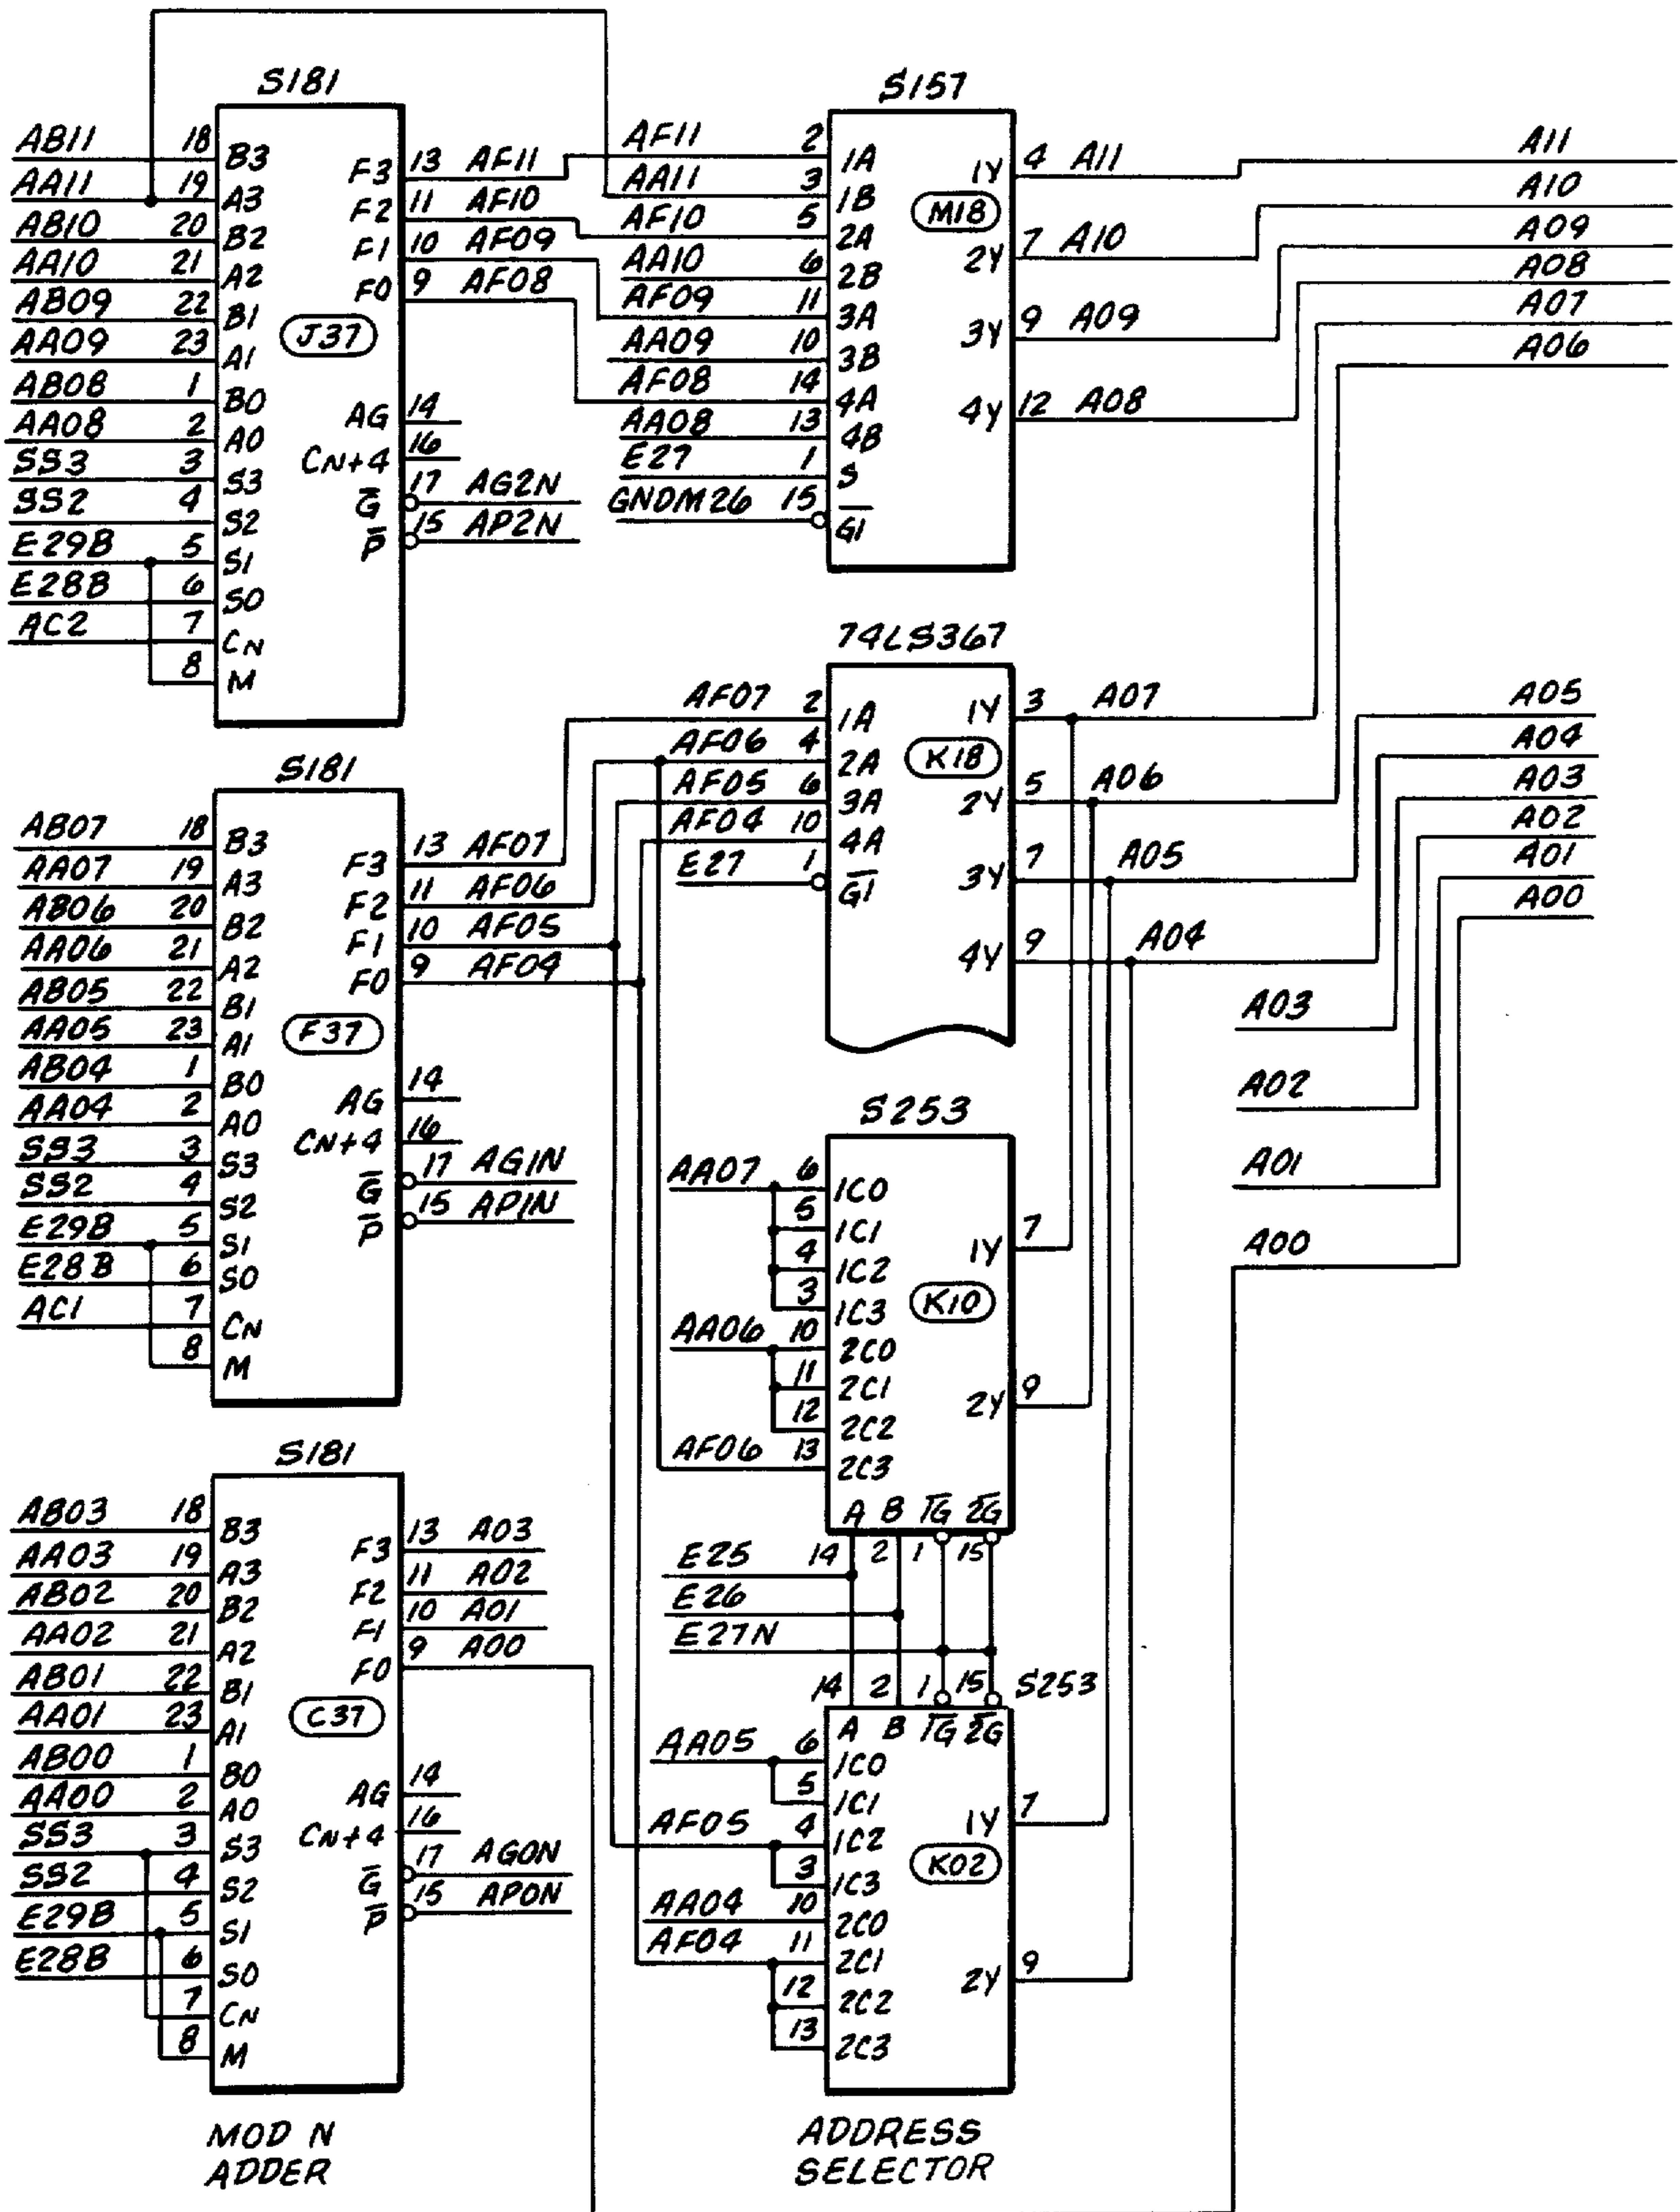 S181
AB11 18 B3
AA11 19 A3
AB10 20 B2
AA10 21 A2
AB09 22 B1
AA09 23 A1
AB08 1 B0
AA08 2 A0
SS3 3 S3
SS2 4 S2
E29B 5 S1
E28B 6 S0
AC2 7 CN
8 M
J37
F3 13 AF11
F2 11 AF10
F1 10 AF09
F0 9 AF08
AG 14
CN+4 16
G̅ 17 AG2N
P̅ 15 AP2N
S157
AF11 2 1A
AA11 3 1B
AF10 5 2A
AA10 6 2B
AF09 11 3A
AA09 10 3B
AF08 14 4A
AA08 13 4B
E27 1 S
GNDM26 15 G̅1̅
M18
1Y 4 A11
2Y 7 A10
3Y 9 A09
4Y 12 A08
A11
A10
A09
A08
A07
A06
S181
AB07 18 B3
AA07 19 A3
AB06 20 B2
AA06 21 A2
AB05 22 B1
AA05 23 A1
AB04 1 B0
AA04 2 A0
SS3 3 S3
SS2 4 S2
E29B 5 S1
E28B 6 S0
AC1 7 CN
8 M
F37
F3 13 AF07
F2 11 AF06
F1 10 AF05
F0 9 AF04
AG 14
CN+4 16
G̅ 17 AG1N
P̅ 15 AP1N
74LS367
AF07 2 1A
AF06 4 2A
AF05 6 3A
AF04 10 4A
E27 1 G̅1̅
K18
1Y 3 A07
2Y 5 A06
3Y 7 A05
4Y 9 A04
A05
A04
A03
A02
A01
A00
A03
A02
A01
A00
S253
AA07 6 1C0
5 1C1
4 1C2
3 1C3
AA06 10 2C0
11 2C1
12 2C2
AF06 13 2C3
K10
1Y 7
2Y 9
A B 1̅G̅ 2̅G̅
14 2 1 15
E25
E26
E27N
S181
AB03 18 B3
AA03 19 A3
AB02 20 B2
AA02 21 A2
AB01 22 B1
AA01 23 A1
AB00 1 B0
AA00 2 A0
SS3 3 S3
SS2 4 S2
E29B 5 S1
E28B 6 S0
7 CN
8 M
C37
F3 13 A03
F2 11 A02
F1 10 A01
F0 9 A00
AG 14
CN+4 16
G̅ 17 AG0N
P̅ 15 AP0N
14 2 1 15 S253
A B 1̅G̅ 2̅G̅
AA05 6 1C0
5 1C1
AF05 4 1C2
3 1C3
AA04 10 2C0
AF04 11 2C1
12 2C2
13 2C3
K02
1Y 7
2Y 9
MOD N
ADDER
ADDRESS
SELECTOR